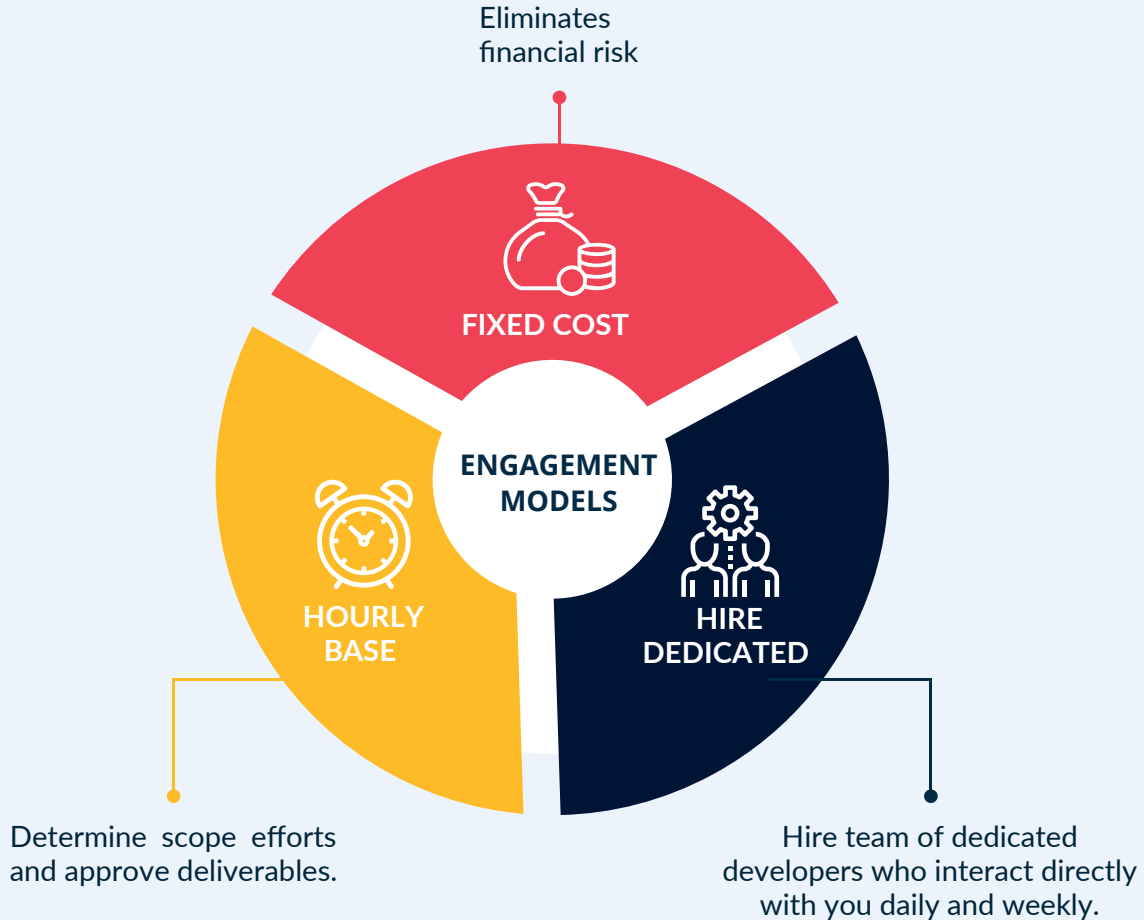 Eliminates
financial risk
FIXED COST
ENGAGEMENT
MODELS
HOURLY
BASE
HIRE
DEDICATED
Determine scope efforts
and approve deliverables.
Hire team of dedicated
developers who interact directly
with you daily and weekly.